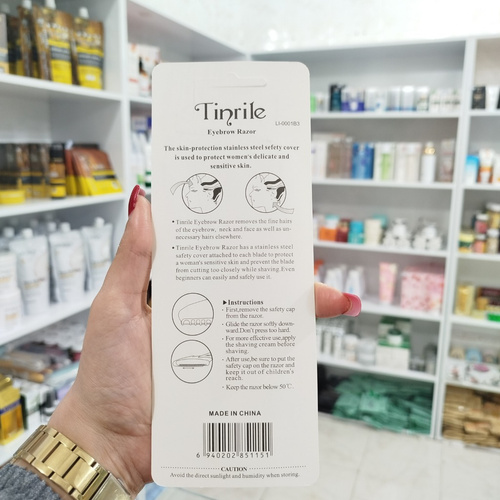 Tinrile
LJ-0001B3
Eyebrow Razor
The skin-protection stainless steel safety cover
is used to protect women's delicate and
sensitive skin.
• Tinrile Eyebrow Razor removes the fine hairs
of the eyebrow, neck and face as well as un-
necessary hairs elsewhere.
• Tinrile Eyebrow Razor has a stainless steel
safety cover attached to each blade to protect
a woman's sensitive skin and prevent the blade
from cutting too closely while shaving. Even
beginners can easily and safely use it.
▶Instructions
- First,remove the safety cap
from the razor.
- Glide the razor softly down-
ward.Don't press too hard.
- For more effective use,apply
the shaving cream before
shaving.
- After use,be sure to put the
safety cap on the razor and
keep it out of children's
reach.
- Keep the razor below 50℃
MADE IN CHINA
6 940202 851151
CAUTION
Avoid the direct sunlight and humidity when storing.